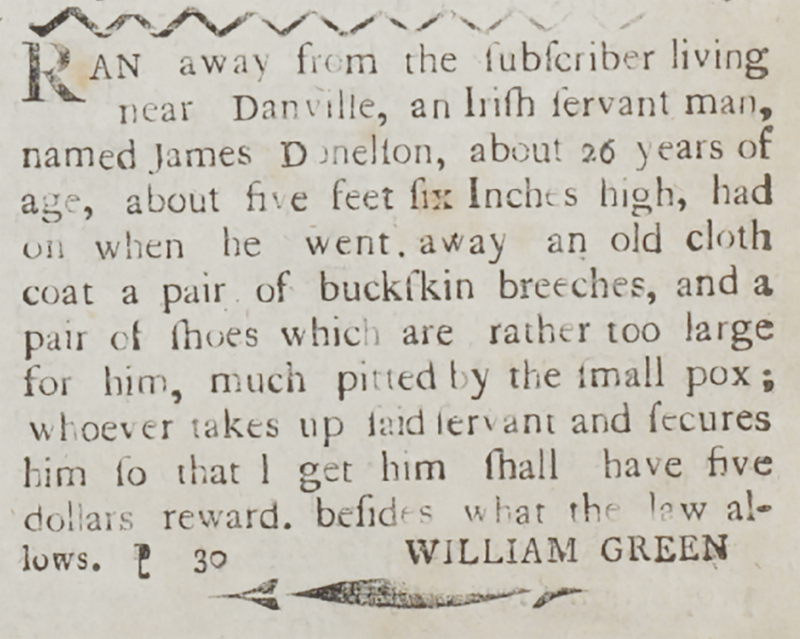 RAN away from the ſubſcriber living
near Danville, an Iriſh ſervant man,
named James Donelſon, about 26 years of
age, about five feet ſix Inches high, had
on when he went. away an old cloth
coat a pair of buckſkin breeches, and a
pair of ſhoes which are rather too large
for him, much pitted by the ſmall pox;
whoever takes up ſaid ſervant and ſecures
him ſo that I get him ſhall have five
dollars reward. beſides what the law al-
lows. 30 WILLIAM GREEN